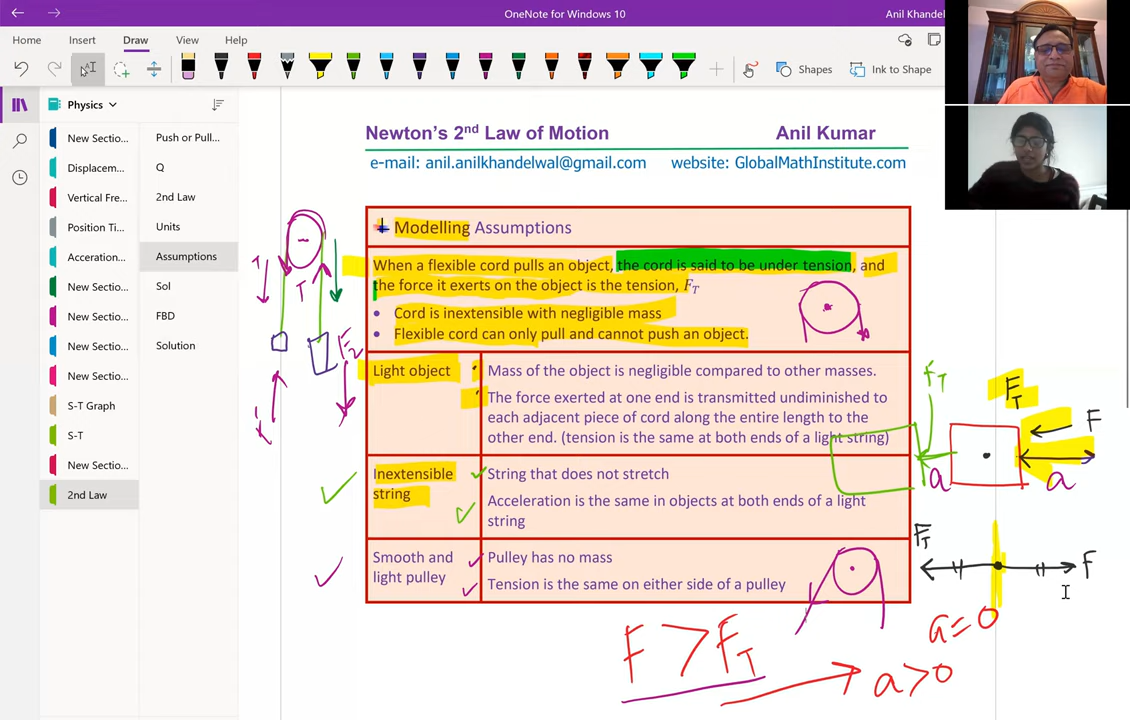 OneNote for Windows 10
Anil Khandel
Home Insert Draw View Help
Shapes
Ink to Shape
Physics
New Sectio...
Displacem...
Vertical Fre...
Position Ti...
Acceration...
New Sectio...
New Sectio...
New Sectio...
New Sectio...
S-T Graph
S-T
New Sectio...
2nd Law
Push or Pull...
Q
2nd Law
Units
Assumptions
Sol
FBD
Solution
Newton's 2nd Law of Motion
Anil Kumar
e-mail: anil.anilkhandelwal@gmail.com website: GlobalMathInstitute.com
Modelling Assumptions
When a flexible cord pulls an object, the cord is said to be under tension, and
the force it exerts on the object is the tension, F_T
• Cord is inextensible with negligible mass
• Flexible cord can only pull and cannot push an object.
Light object
Mass of the object is negligible compared to other masses.
The force exerted at one end is transmitted undiminished to
each adjacent piece of cord along the entire length to the
other end. (tension is the same at both ends of a light string)
Inextensible
string
String that does not stretch
Acceleration is the same in objects at both ends of a light
string
Smooth and
light pulley
Pulley has no mass
Tension is the same on either side of a pulley
T
F2
F_T
F_T
F
a
a
F_T
F
a = 0
F > F_T
a > 0